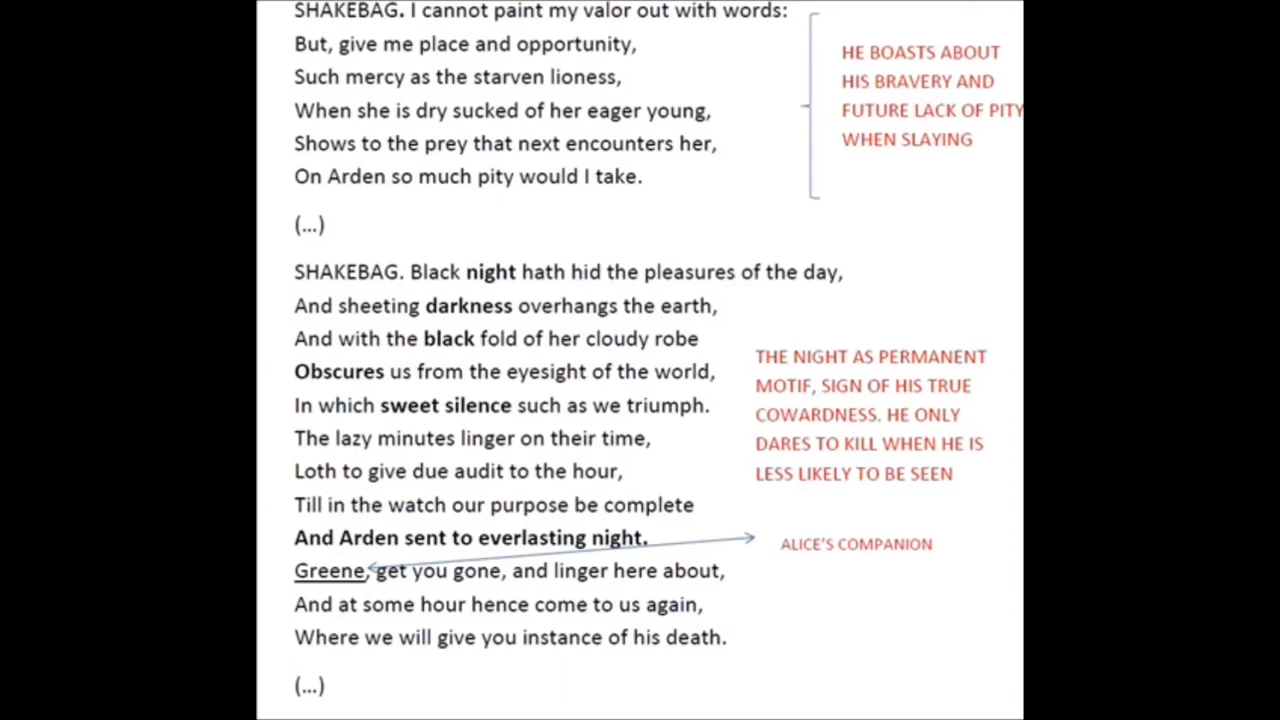 SHAKEBAG. I cannot paint my valor out with words:
But, give me place and opportunity,
Such mercy as the starven lioness,
When she is dry sucked of her eager young,
Shows to the prey that next encounters her,
On Arden so much pity would I take.
HE BOASTS ABOUT
HIS BRAVERY AND
FUTURE LACK OF PITY
WHEN SLAYING
(...)
SHAKEBAG. Black night hath hid the pleasures of the day,
And sheeting darkness overhangs the earth,
And with the black fold of her cloudy robe
Obscures us from the eyesight of the world,
In which sweet silence such as we triumph.
The lazy minutes linger on their time,
Loth to give due audit to the hour,
Till in the watch our purpose be complete
And Arden sent to everlasting night.
Greene, get you gone, and linger here about,
And at some hour hence come to us again,
Where we will give you instance of his death.
THE NIGHT AS PERMANENT
MOTIF, SIGN OF HIS TRUE
COWARDNESS. HE ONLY
DARES TO KILL WHEN HE IS
LESS LIKELY TO BE SEEN
ALICE'S COMPANION
(...)